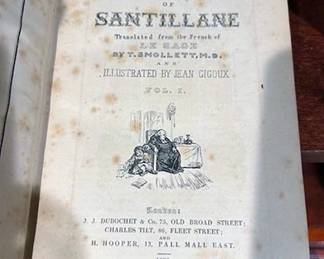 OF
SANTILLANE
Translated from the French of
LE SAGE
BY T. SMOLLETT, M.D.
AND
ILLUSTRATED BY JEAN GIGOUX.
VOL. I.
London:
J. J. DUBOCHET & Co. 75, OLD BROAD STREET;
CHARLES TILT, 86, FLEET STREET;
AND
H. HOOPER, 13, PALL MALL EAST.